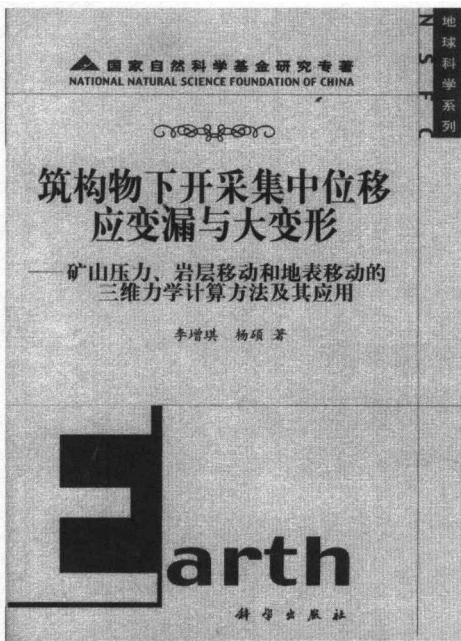 国家自然科学基金研究专著
NATIONAL NATURAL SCIENCE FOUNDATION OF CHINA
NSFC
地球科学系列
筑构物下开采集中位移
应变漏与大变形
——矿山压力、岩层移动和地表移动的
三维力学计算方法及其应用
李增琪 杨硕 著
Earth
科学出版社